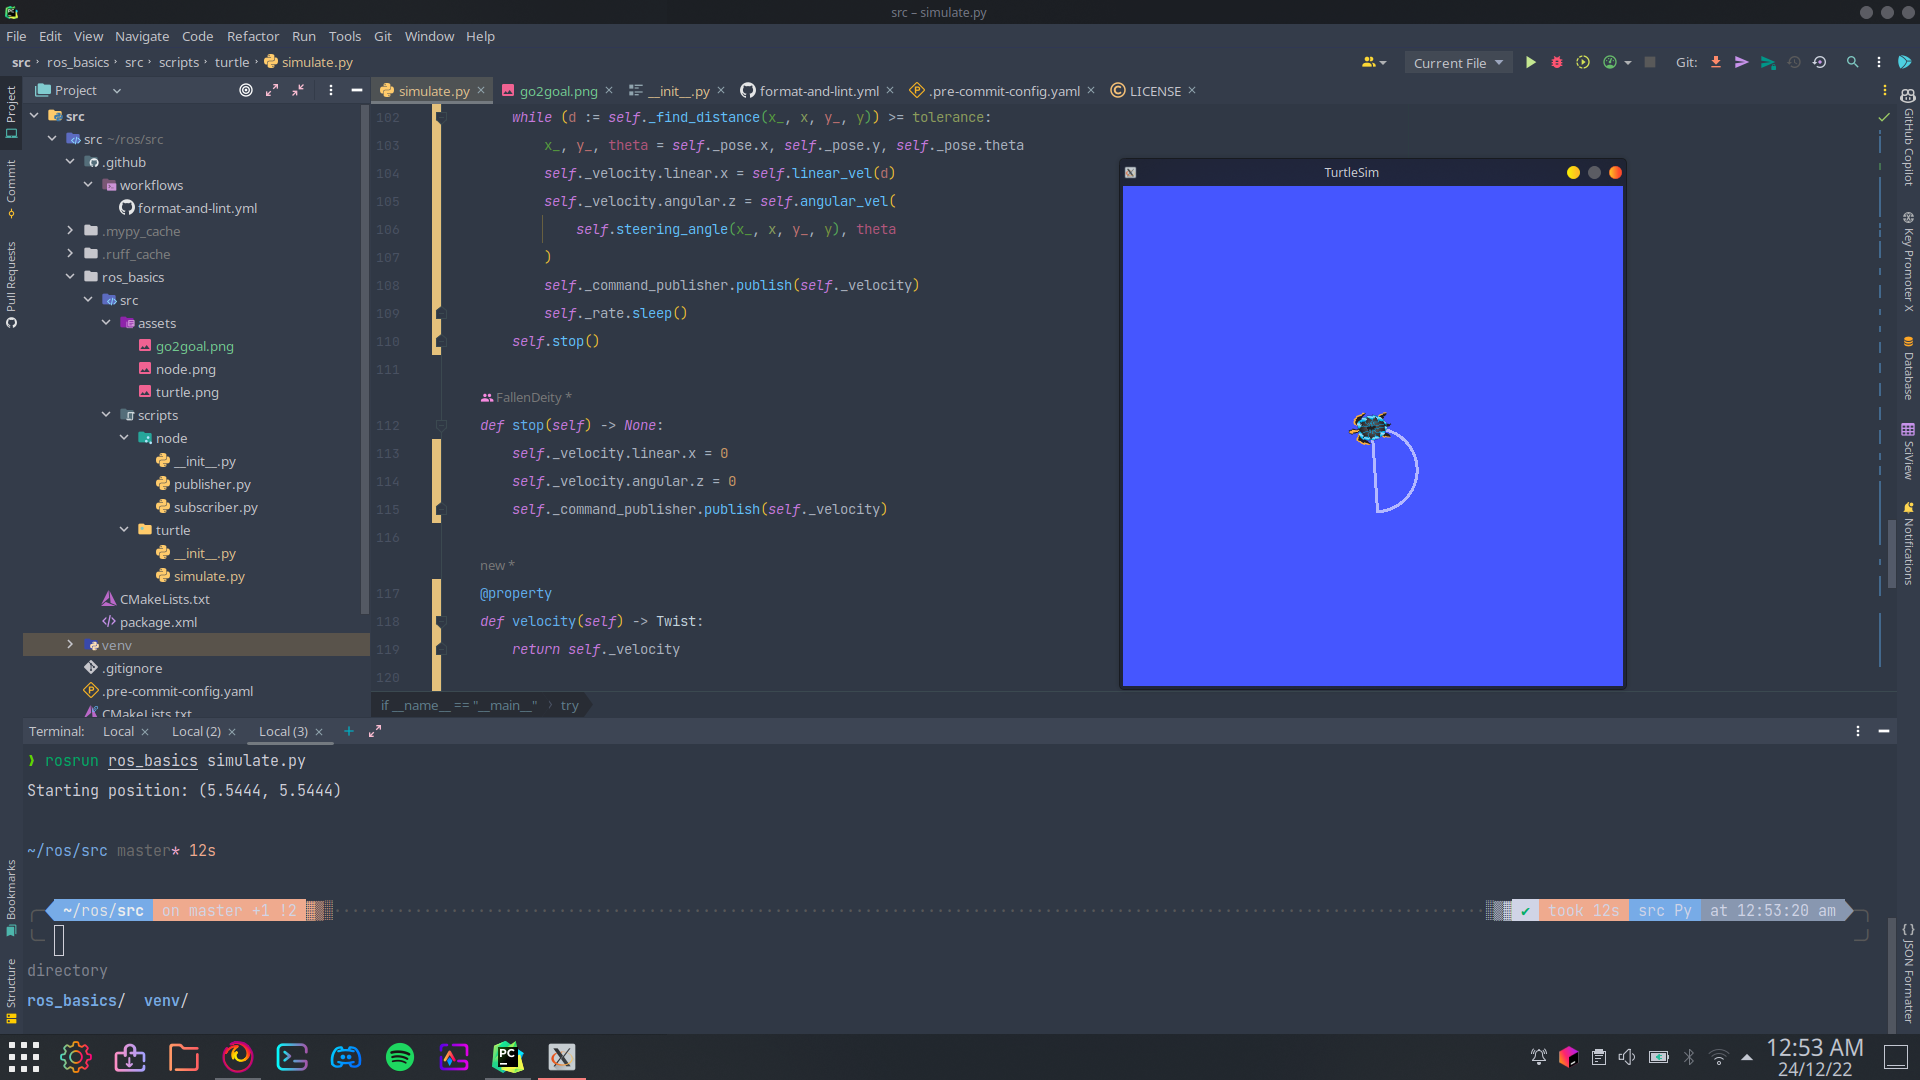 src – simulate.py
File Edit View Navigate Code Refactor Run Tools Git Window Help
src › ros_basics › src › scripts › turtle › simulate.py
Current File
Git:
Project
simulate.py
go2goal.png
__init__.py
format-and-lint.yml
.pre-commit-config.yaml
LICENSE
Project
Commit
Pull Requests
Bookmarks
Structure
src
src ~/ros/src
.github
workflows
format-and-lint.yml
.mypy_cache
.ruff_cache
ros_basics
src
assets
go2goal.png
node.png
turtle.png
scripts
node
__init__.py
publisher.py
subscriber.py
turtle
__init__.py
simulate.py
CMakeLists.txt
package.xml
venv
.gitignore
.pre-commit-config.yaml
CMakeLists.txt
102 while (d := self._find_distance(x_, x, y_, y)) >= tolerance:
103 x_, y_, theta = self._pose.x, self._pose.y, self._pose.theta
104 self._velocity.linear.x = self.linear_vel(d)
105 self._velocity.angular.z = self.angular_vel(
106 self.steering_angle(x_, x, y_, y), theta
107 )
108 self._command_publisher.publish(self._velocity)
109 self._rate.sleep()
110 self.stop()
111
FallenDeity *
112 def stop(self) -> None:
113 self._velocity.linear.x = 0
114 self._velocity.angular.z = 0
115 self._command_publisher.publish(self._velocity)
116
new *
117 @property
118 def velocity(self) -> Twist:
119 return self._velocity
120
if __name__ == "__main__" › try
TurtleSim
GitHub Copilot
Key Promoter X
Database
SciView
Notifications
JSON Formatter
Terminal: Local Local (2) Local (3)
❯ rosrun ros_basics simulate.py
Starting position: (5.5444, 5.5444)
~/ros/src master* 12s
~/ros/src on master +1 !2
✔ took 12s src Py at 12:53:20 am
directory
ros_basics/ venv/
PC
12:53 AM
24/12/22